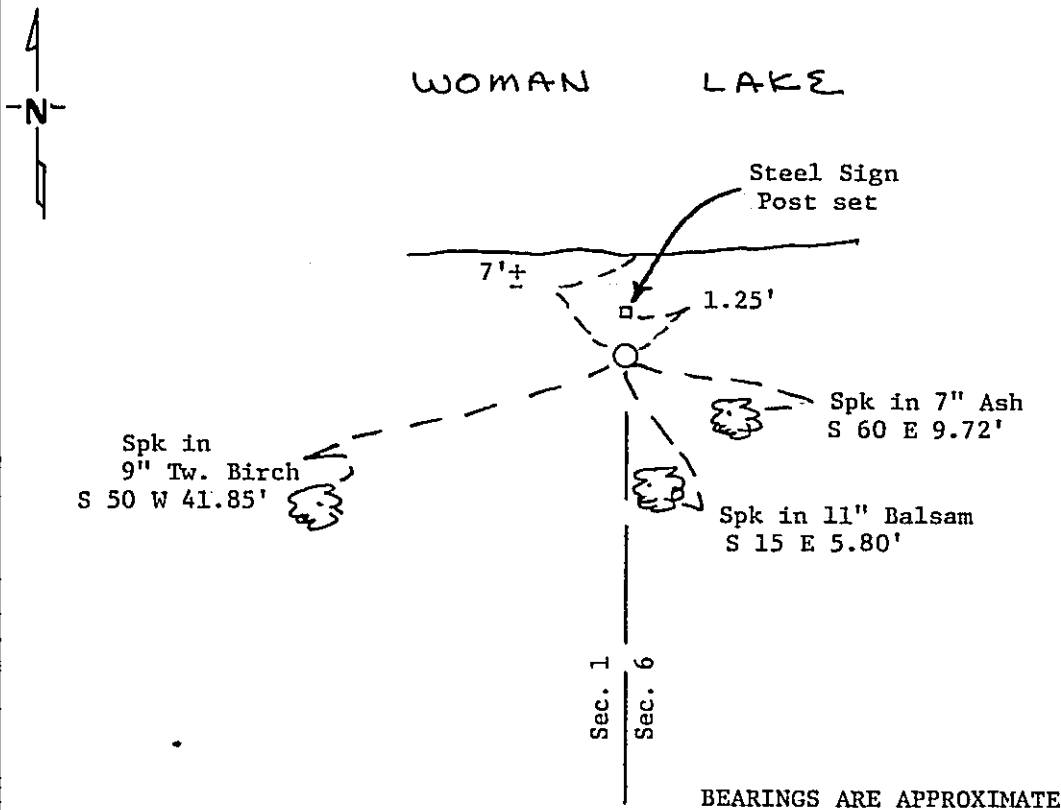 N
WOMAN LAKE
Steel Sign
Post set
7'±
1.25'
Spk in 7" Ash
S 60 E 9.72'
Spk in
9" Tw. Birch
S 50 W 41.85'
Spk in 11" Balsam
S 15 E 5.80'
Sec. 1
Sec. 6
BEARINGS ARE APPROXIMATE